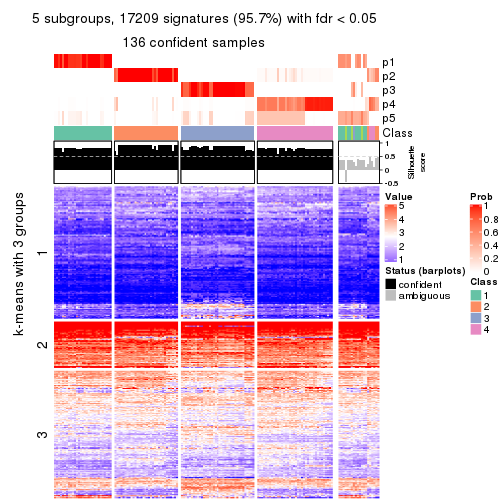 5 subgroups, 17209 signatures (95.7%) with fdr < 0.05
136 confident samples
p1
p2
p3
p4
p5
Class
1
0.5
0
-0.5
Silhouette
score
k-means with 3 groups
1
2
3
Value
5
4
3
2
1
Status (barplots)
confident
ambiguous
Prob
1
0.8
0.6
0.4
0.2
0
Class
1
2
3
4